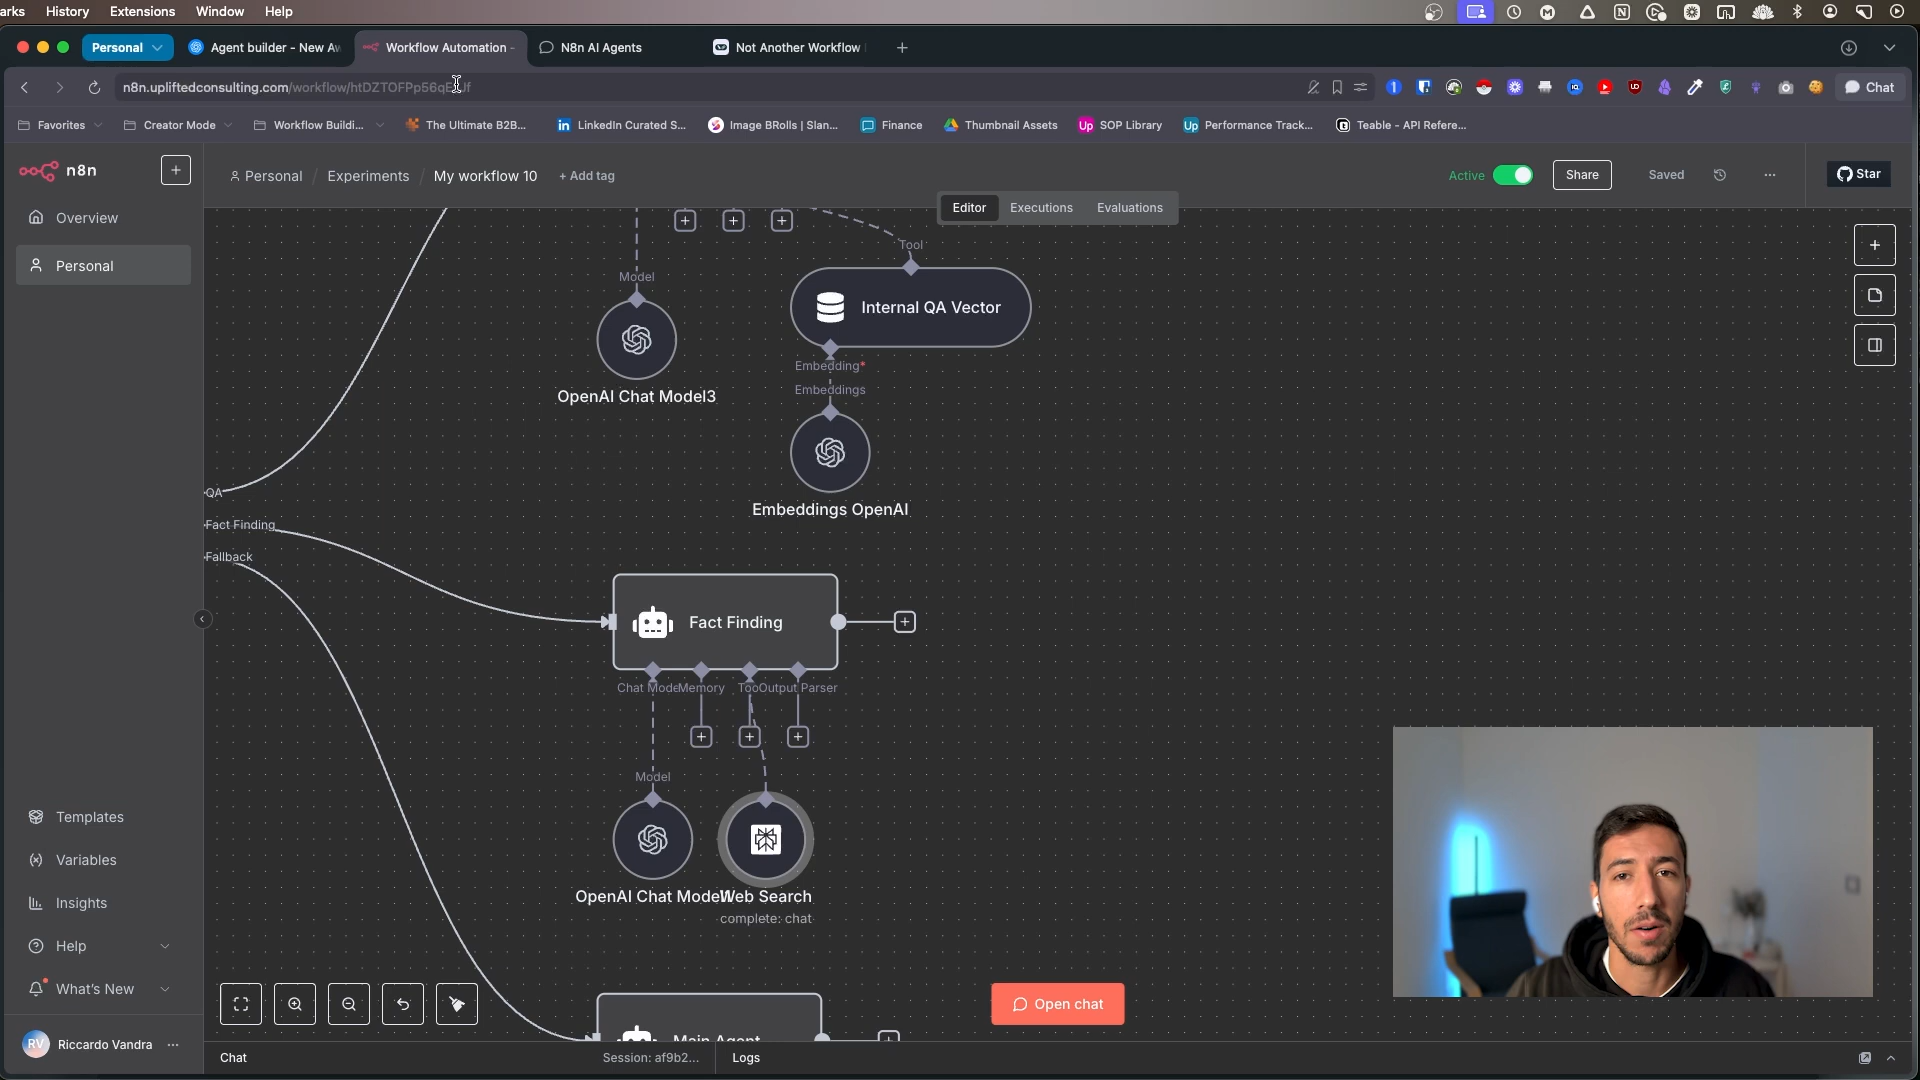 arks History Extensions Window Help
Personal
Agent builder - New Aw
Workflow Automation -
N8n AI Agents
Not Another Workflow
n8n.upliftedconsulting.com/workflow/htDZTOFPp56q
Chat
Favorites
Creator Mode
Workflow Buildi...
The Ultimate B2B...
LinkedIn Curated S...
Image BRolls | Slan...
Finance
Thumbnail Assets
SOP Library
Performance Track...
Teable - API Refere...
n8n
Personal / Experiments / My workflow 10 + Add tag
Active
Share
Saved
Star
Editor
Executions
Evaluations
Overview
Personal
Tool
Model
Internal QA Vector
Embedding*
Embeddings
OpenAI Chat Model3
QA
Embeddings OpenAI
Fact Finding
Fallback
Fact Finding
Chat Mode
Memory
Too
Output Parser
Model
OpenAI Chat Model
Web Search
complete: chat
Main Agent
Open chat
Templates
Variables
Insights
Help
What's New
RV Riccardo Vandra
Chat
Session: af9b2...
Logs